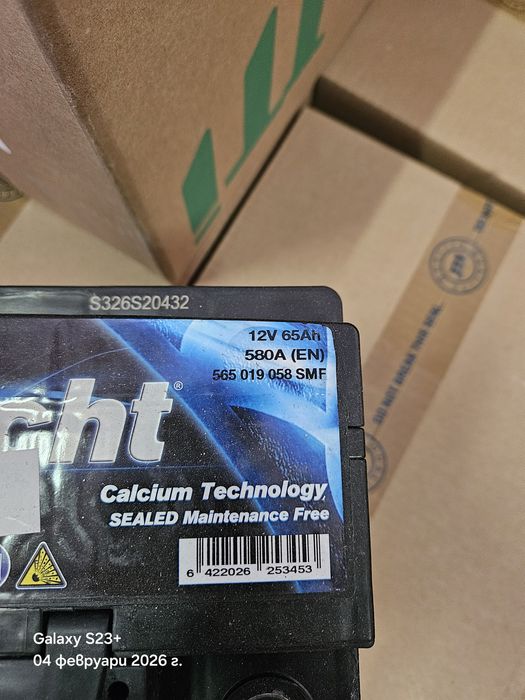 S326S20432
12V 65Ah
580A (EN)
565 019 058 SMF
cht®
Calcium Technology
SEALED Maintenance Free
6 422026 253453
Galaxy S23+
04 февруари 2026 г.